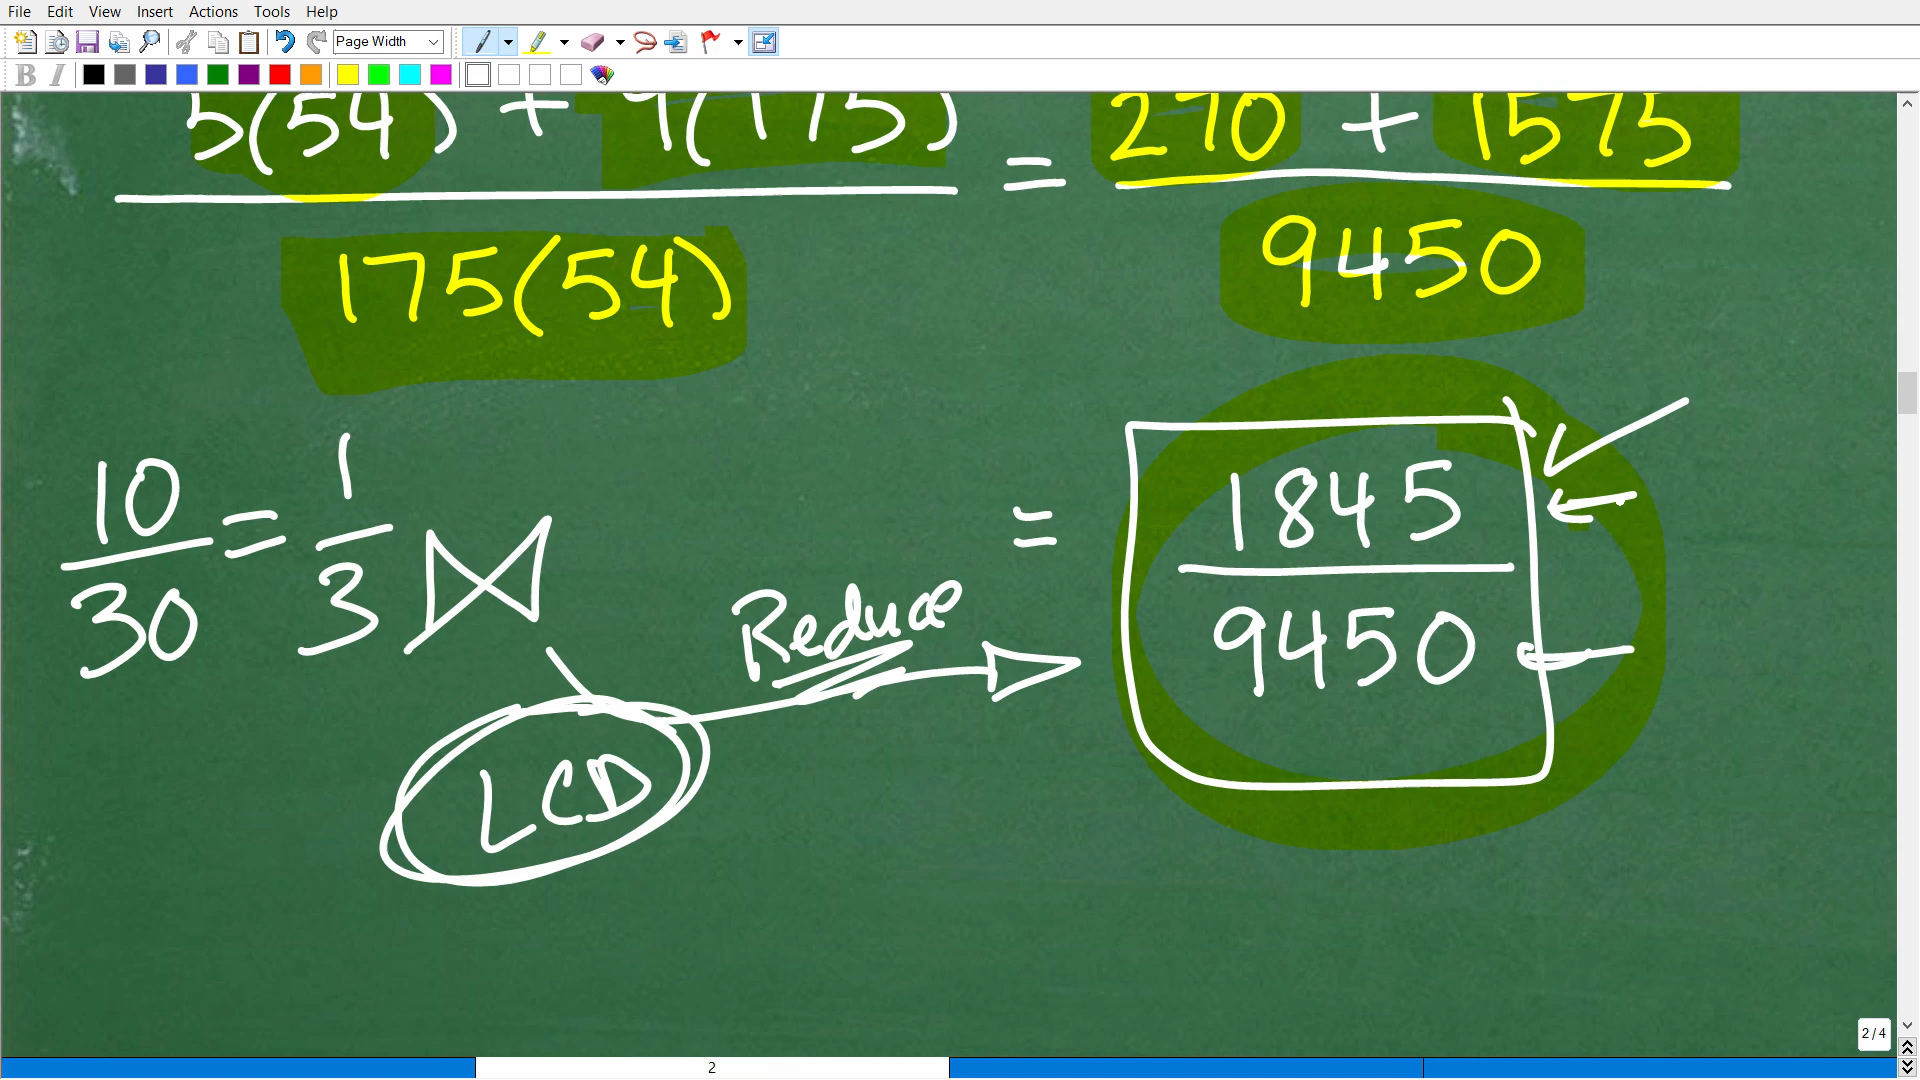 File Edit View Insert Actions Tools Help
Page Width
B I
5(54) + 9(175) = 270 + 1575
175(54) 9450
10 = 1 = 1845
30 3 9450
Reduce
LCD
2 / 4
2